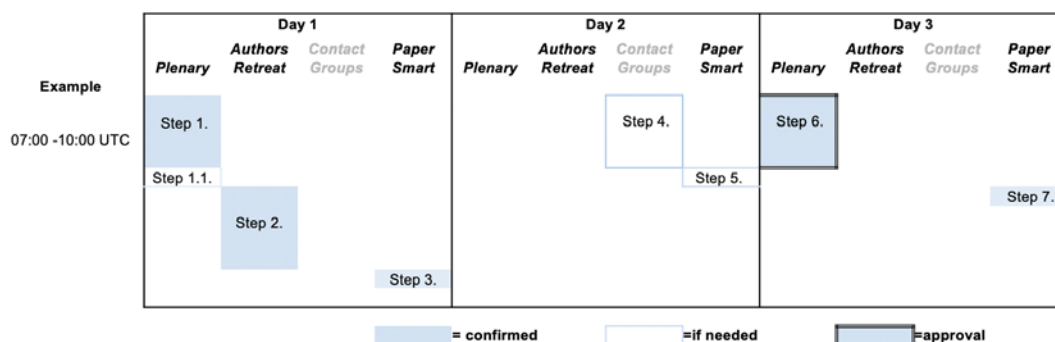 Day 1 Day 2 Day 3
Authors Contact Paper Authors Contact Paper Authors Contact Paper
Plenary Retreat Groups Smart Plenary Retreat Groups Smart Plenary Retreat Groups Smart
Example
Step 1. Step 4. Step 6.
07:00 -10:00 UTC
Step 1.1. Step 5.
Step 7.
Step 2.
Step 3.
= confirmed =if needed =approval